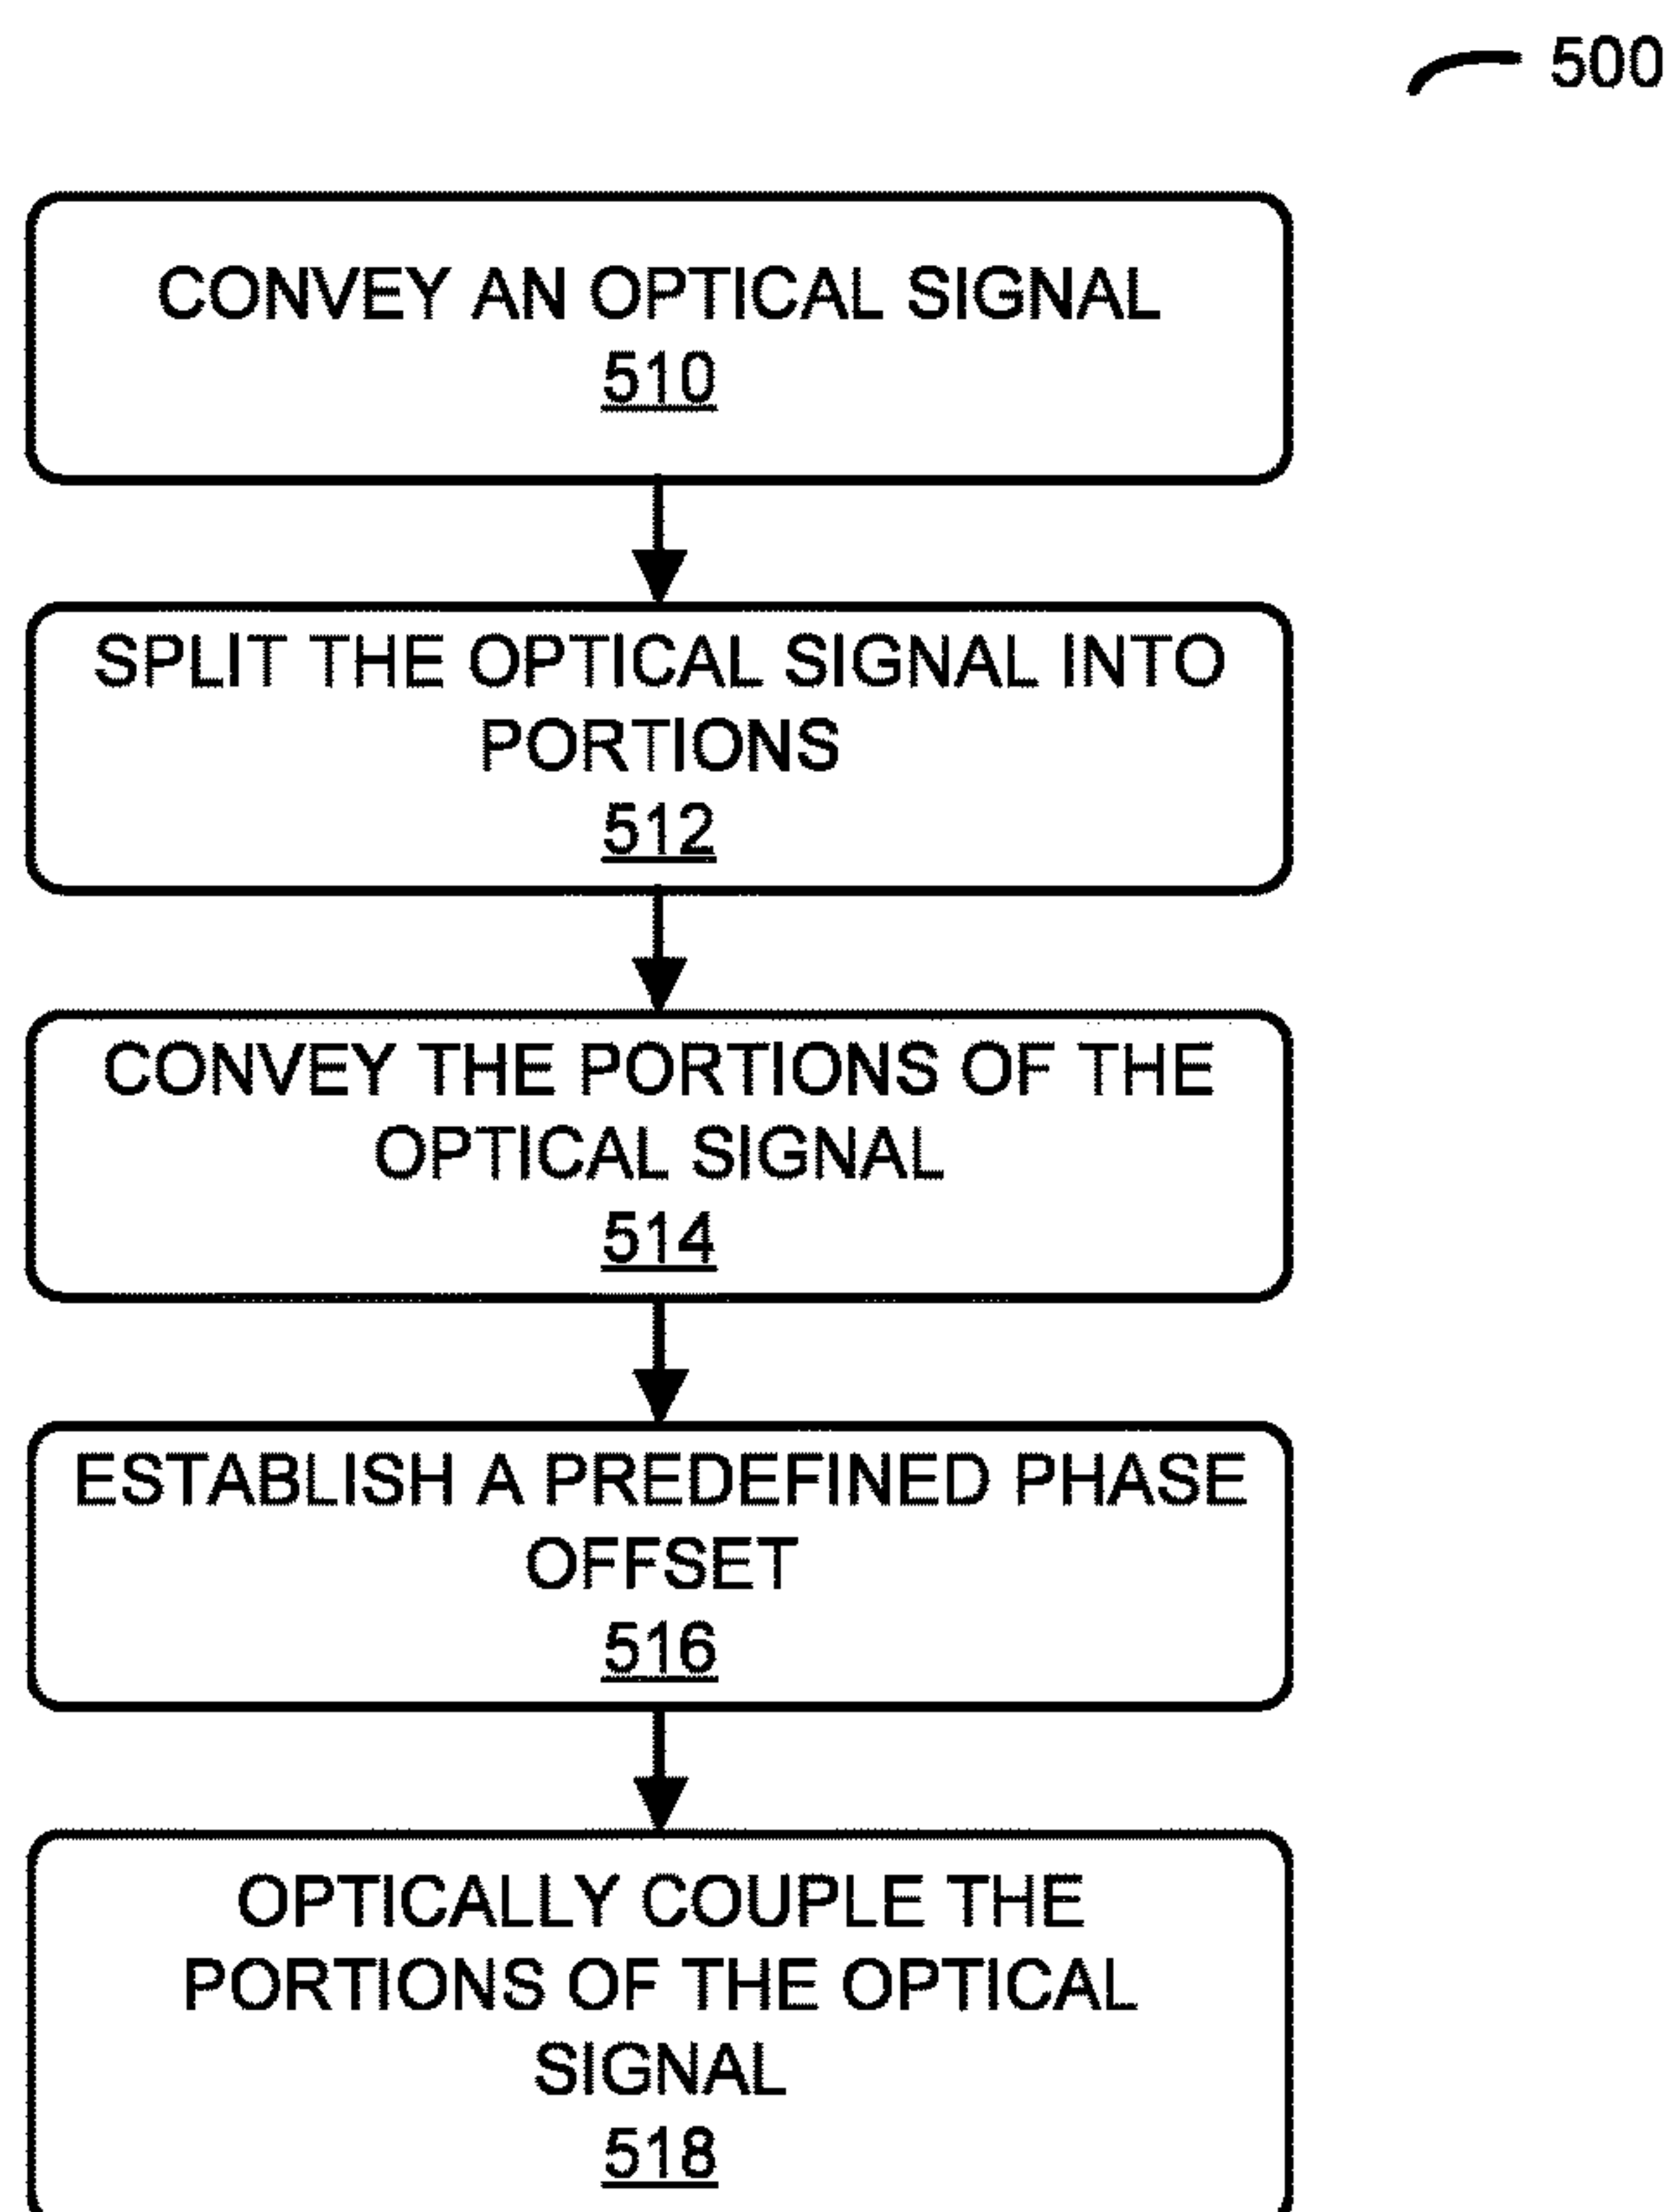 500
CONVEY AN OPTICAL SIGNAL
510
SPLIT THE OPTICAL SIGNAL INTO
PORTIONS
512
CONVEY THE PORTIONS OF THE
OPTICAL SIGNAL
514
ESTABLISH A PREDEFINED PHASE
OFFSET
516
OPTICALLY COUPLE THE
PORTIONS OF THE OPTICAL
SIGNAL
518